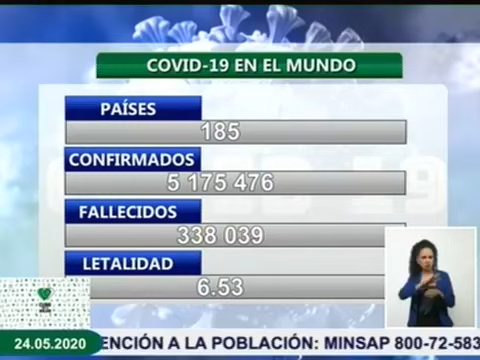 COVID-19 EN EL MUNDO
PAÍSES
185
CONFIRMADOS
5 175 476
FALLECIDOS
338 039
LETALIDAD
6.53
24.05.2020
ENCIÓN A LA POBLACIÓN: MINSAP 800-72-583